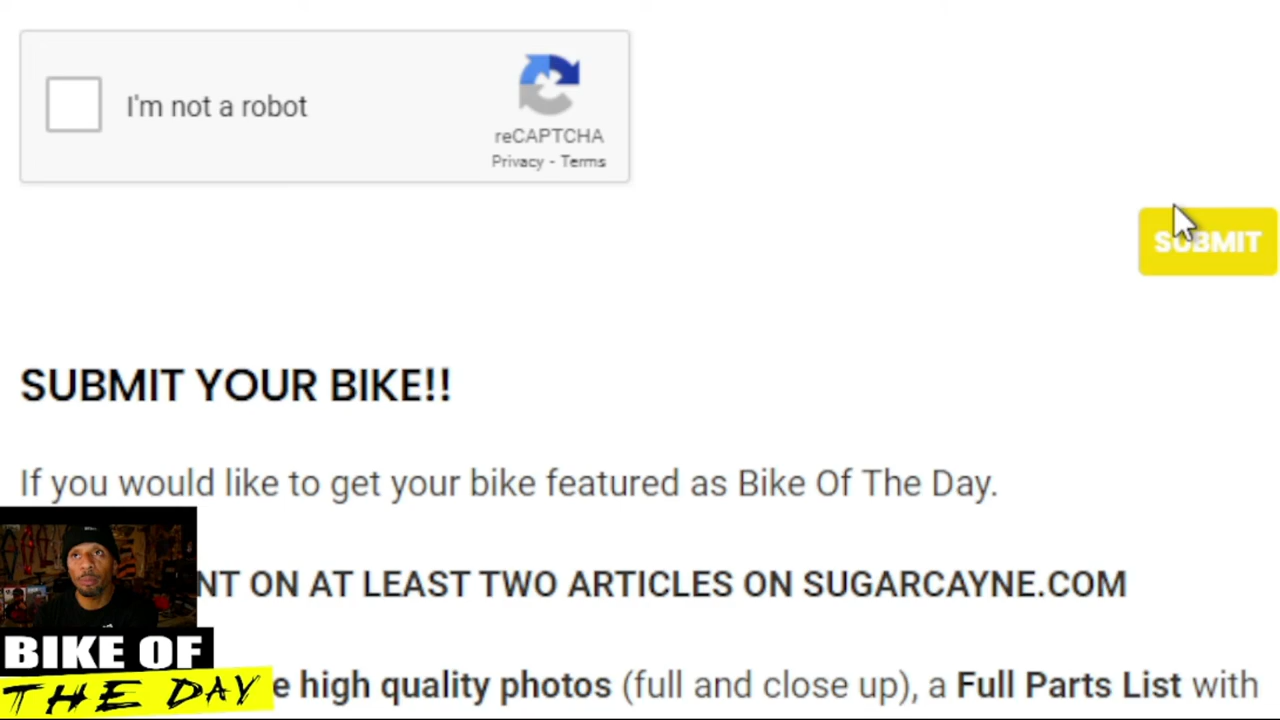 I'm not a robot
reCAPTCHA
Privacy - Terms
SUBMIT
SUBMIT YOUR BIKE!!
If you would like to get your bike featured as Bike Of The Day.
NT ON AT LEAST TWO ARTICLES ON SUGARCAYNE.COM
BIKE OF
THE DAY
e high quality photos (full and close up), a Full Parts List with